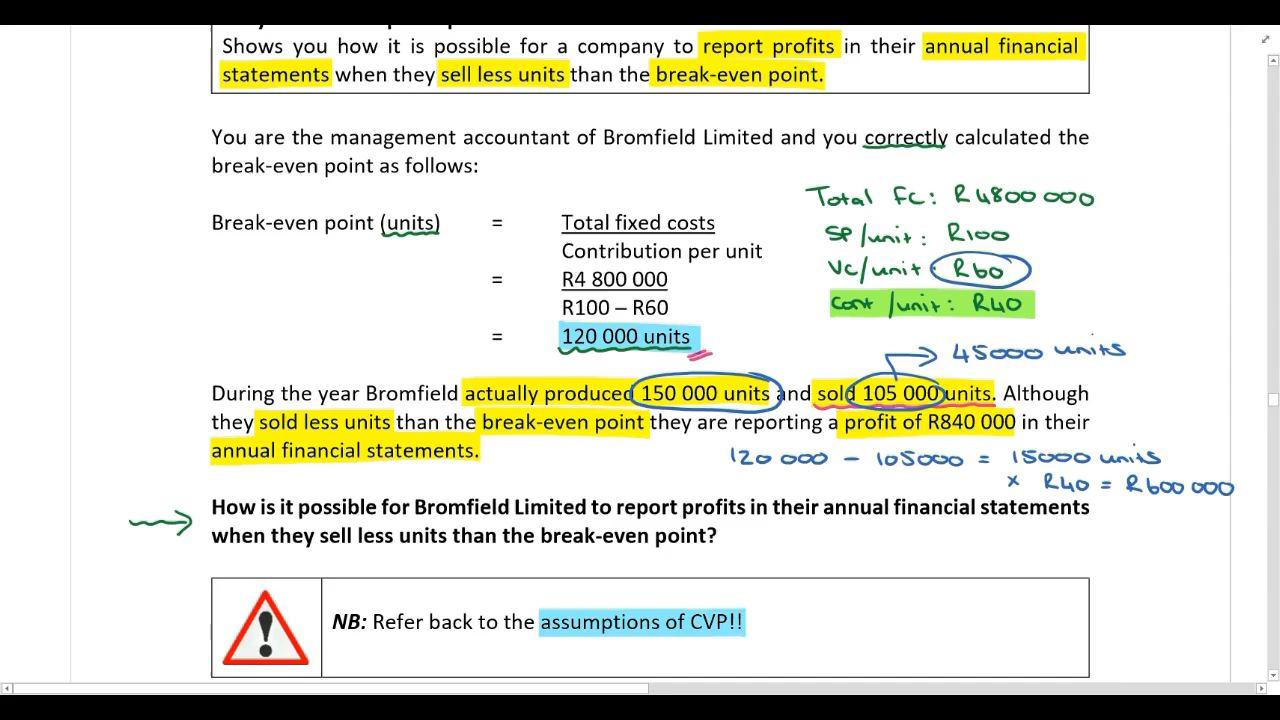 Shows you how it is possible for a company to report profits in their annual financial
statements when they sell less units than the break-even point.
You are the management accountant of Bromfield Limited and you correctly calculated the
break-even point as follows:
Total FC: R4800 000
Break-even point (units) = Total fixed costs
SP/unit: R100
Contribution per unit
VC/unit: R60
= R4 800 000
Cont/unit: R40
R100 – R60
= 120 000 units
45000 units
During the year Bromfield actually produced 150 000 units and sold 105 000 units. Although
they sold less units than the break-even point they are reporting a profit of R840 000 in their
annual financial statements.
120 000 - 105000 = 15000 units
x R40 = R600 000
How is it possible for Bromfield Limited to report profits in their annual financial statements
when they sell less units than the break-even point?
NB: Refer back to the assumptions of CVP!!